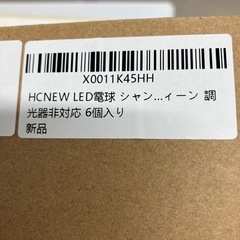 X0011K45HH
HCNEW LED電球 シャン...ィーン 調
光器非対応 6個入り
新品